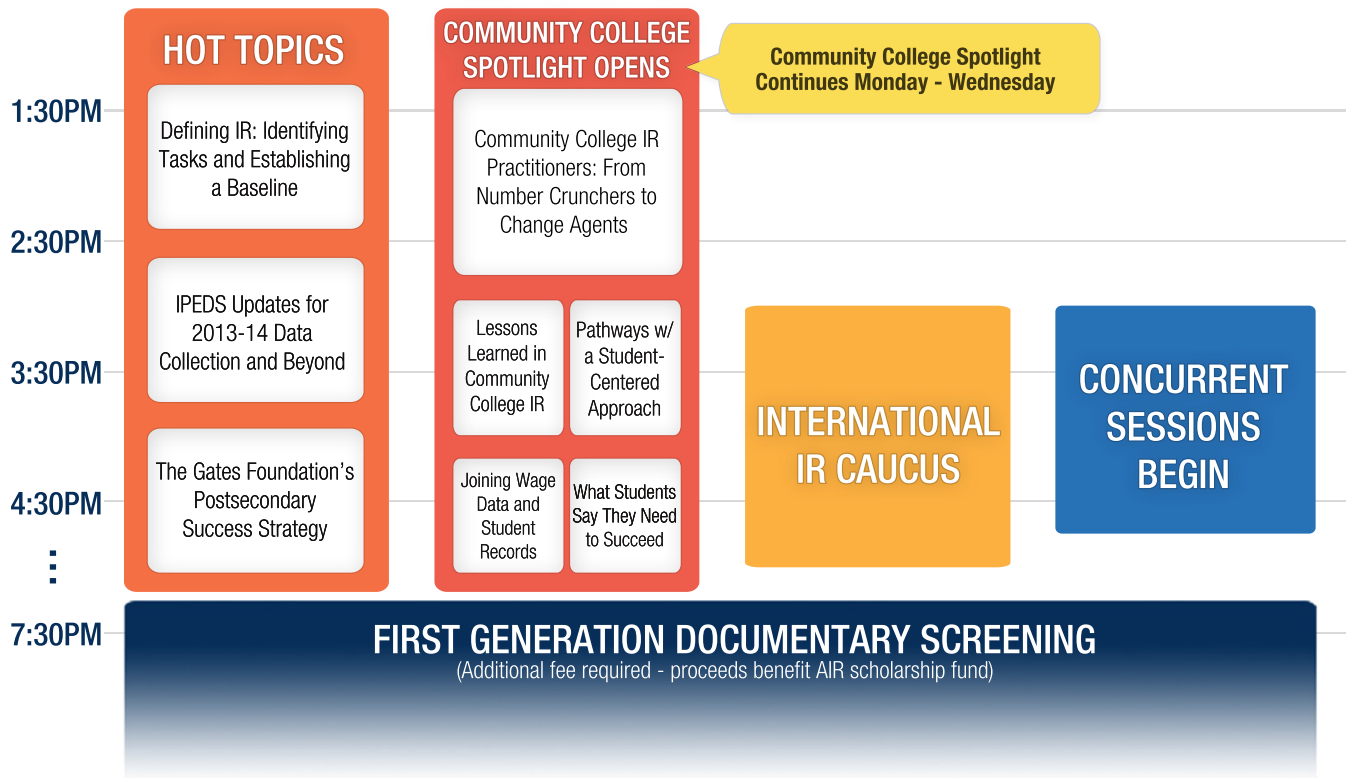 HOT TOPICS
Defining IR: Identifying
Tasks and Establishing
a Baseline
IPEDS Updates for
2013-14 Data
Collection and Beyond
The Gates Foundation’s
Postsecondary
Success Strategy
COMMUNITY COLLEGE
SPOTLIGHT OPENS
Community College Spotlight
Continues Monday - Wednesday
Community College IR
Practitioners: From
Number Crunchers to
Change Agents
Lessons
Learned in
Community
College IR
Pathways w/
a Student-
Centered
Approach
Joining Wage
Data and
Student
Records
What Students
Say They Need
to Succeed
INTERNATIONAL
IR CAUCUS
CONCURRENT
SESSIONS
BEGIN
1:30PM
2:30PM
3:30PM
4:30PM
7:30PM
FIRST GENERATION DOCUMENTARY SCREENING
(Additional fee required - proceeds benefit AIR scholarship fund)